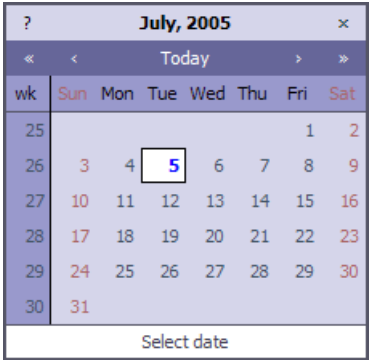 ? July, 2005 ×
« ‹ Today › »
wk Sun Mon Tue Wed Thu Fri Sat
25 1 2
26 3 4 5 6 7 8 9
27 10 11 12 13 14 15 16
28 17 18 19 20 21 22 23
29 24 25 26 27 28 29 30
30 31
Select date